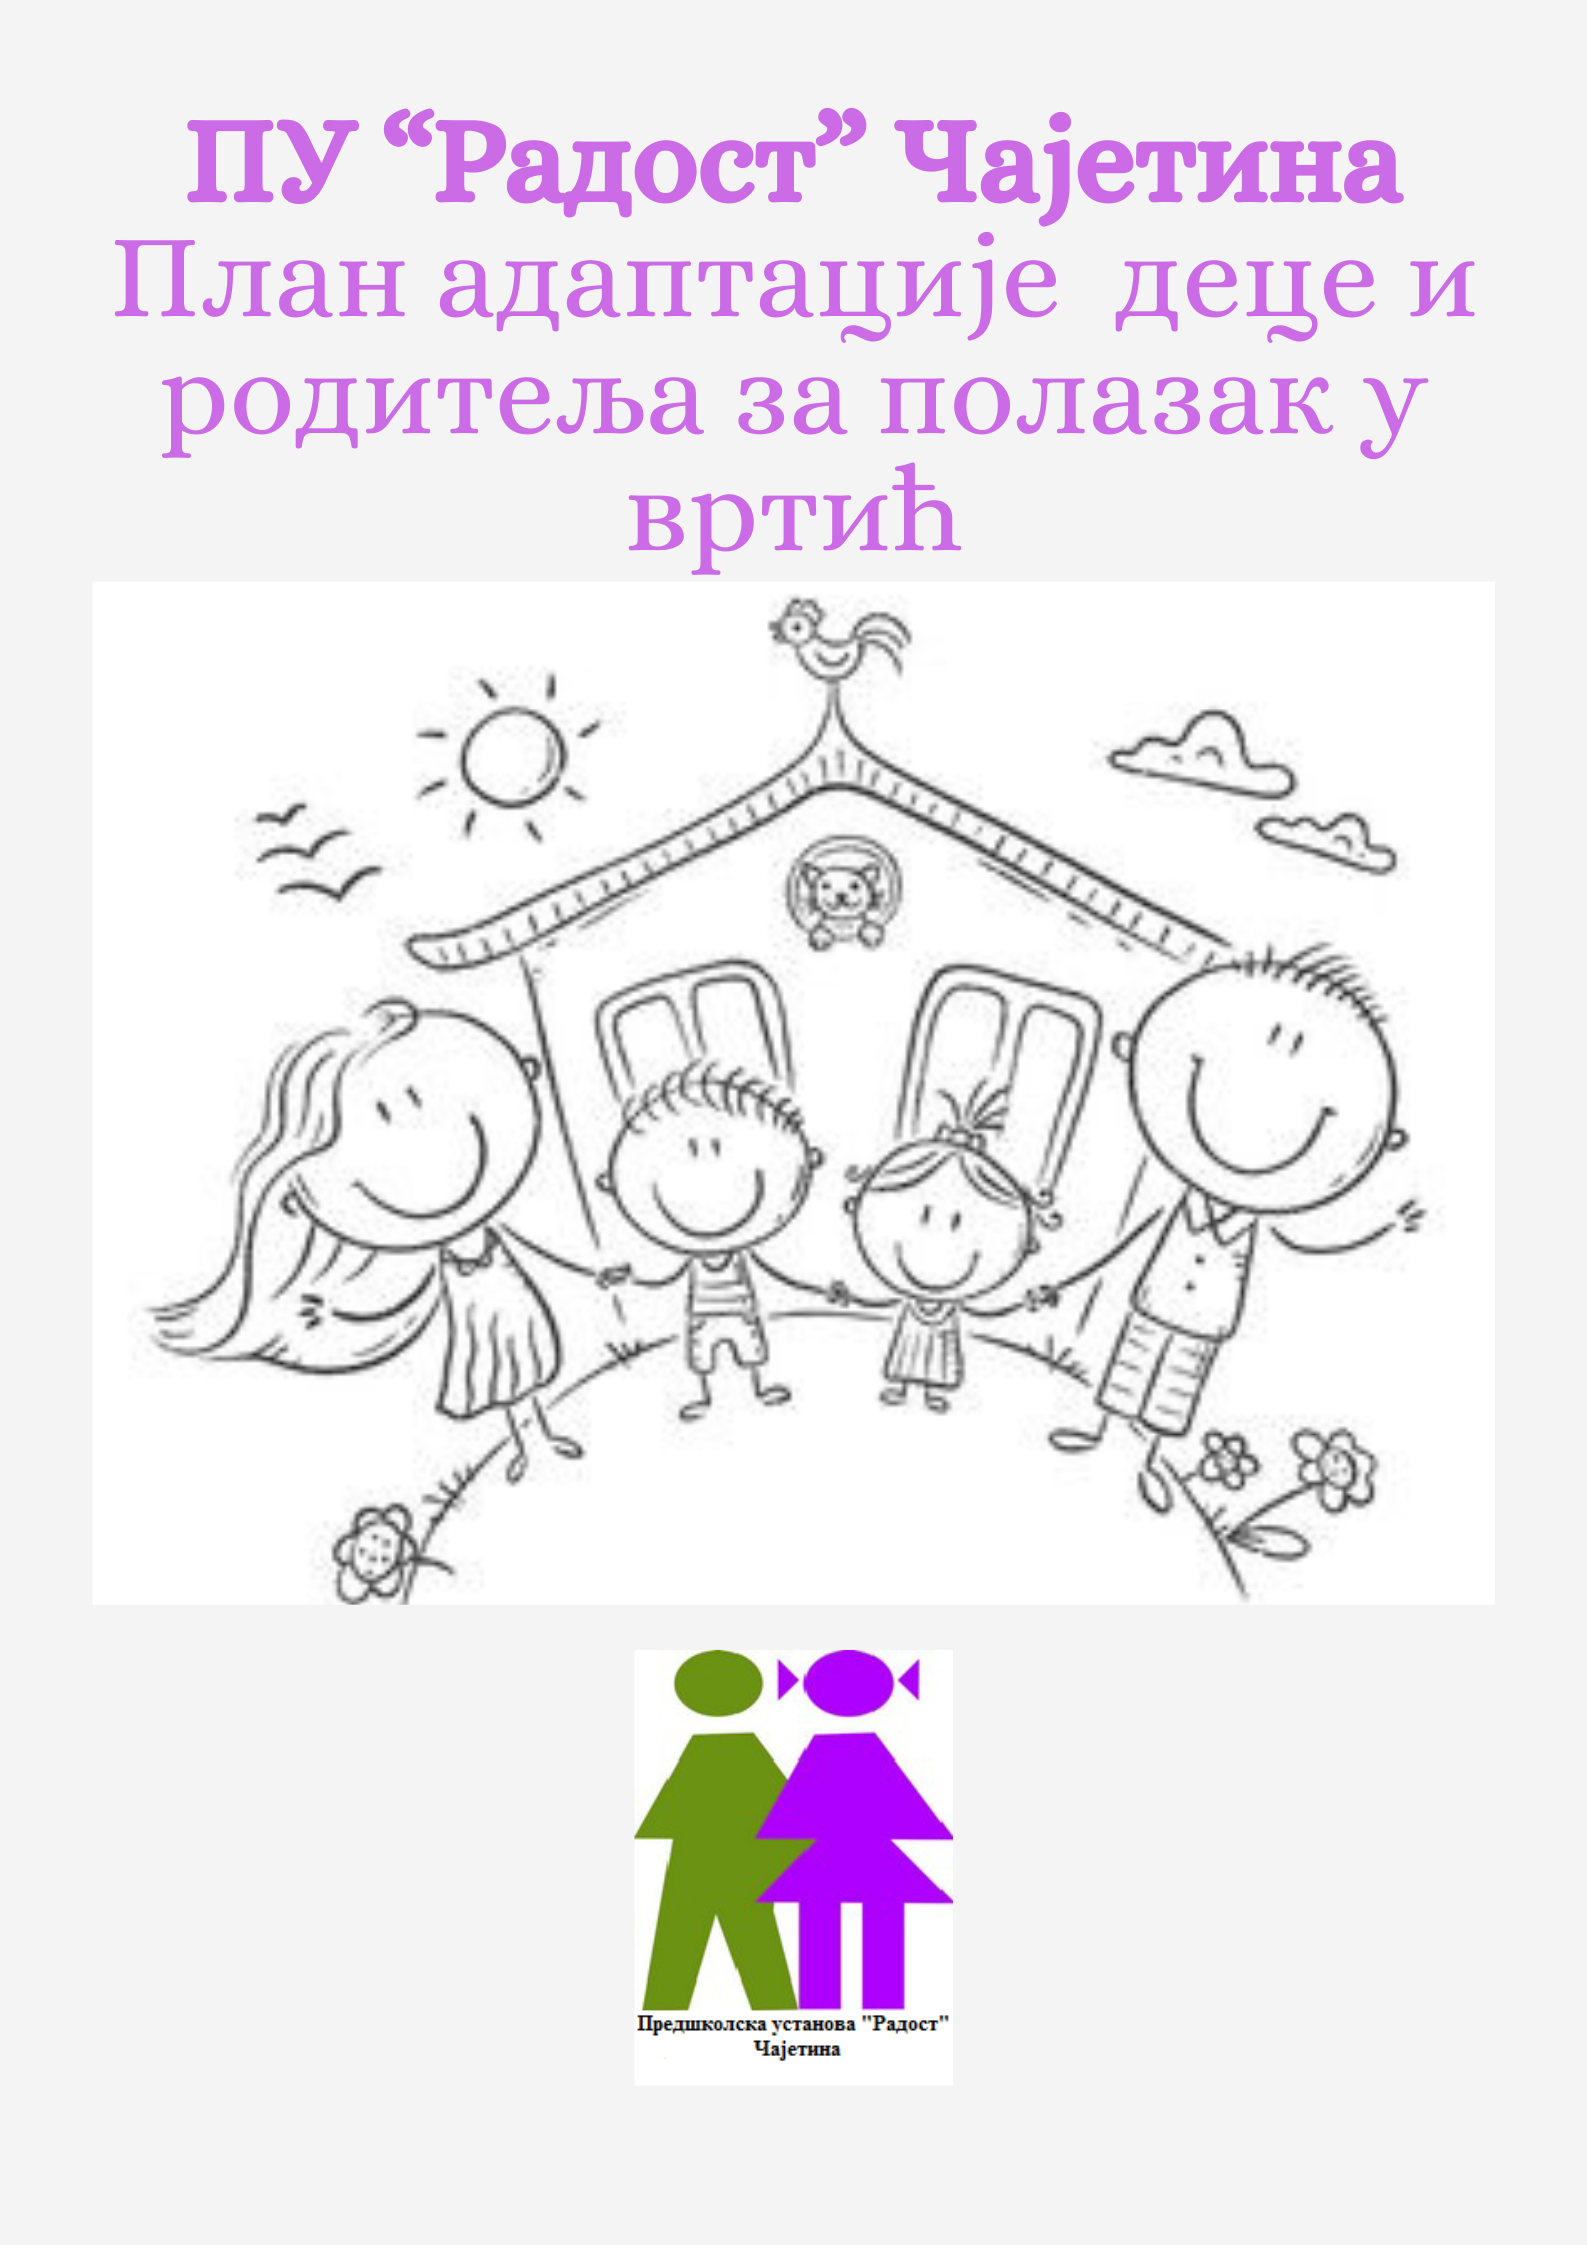 ПУ “Радост” Чајетина
План адаптације деце и
родитеља за полазак у
вртић
Предшколска установа "Радост"
Чајетина